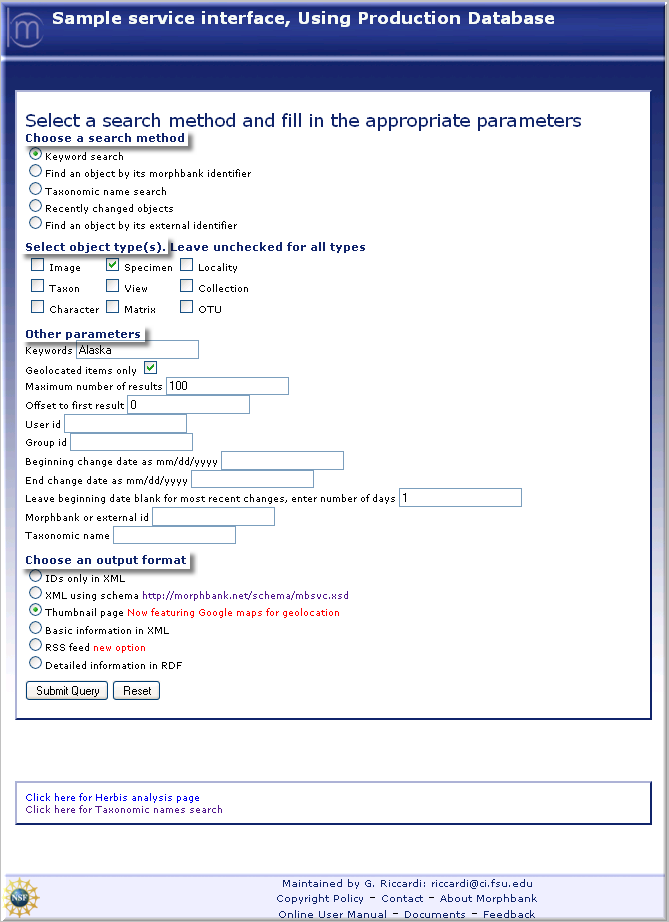 Sample service interface, Using Production Database
m
Select a search method and fill in the appropriate parameters
Choose a search method
Keyword search
Find an object by its morphbank identifier
Taxonomic name search
Recently changed objects
Find an object by its external identifier
Select object type(s). Leave unchecked for all types
Image Specimen Locality
Taxon View Collection
Character Matrix OTU
Other parameters
Keywords Alaska
Geolocated items only
Maximum number of results 100
Offset to first result 0
User id
Group id
Beginning change date as mm/dd/yyyy
End change date as mm/dd/yyyy
Leave beginning date blank for most recent changes, enter number of days 1
Morphbank or external id
Taxonomic name
Choose an output format
IDs only in XML
XML using schema http://morphbank.net/schema/mbsvc.xsd
Thumbnail page Now featuring Google maps for geolocation
Basic information in XML
RSS feed new option
Detailed information in RDF
Submit Query Reset
Click here for Herbis analysis page
Click here for Taxonomic names search
NSF
Maintained by G. Riccardi: riccardi@ci.fsu.edu
Copyright Policy - Contact - About Morphbank
Online User Manual - Documents - Feedback